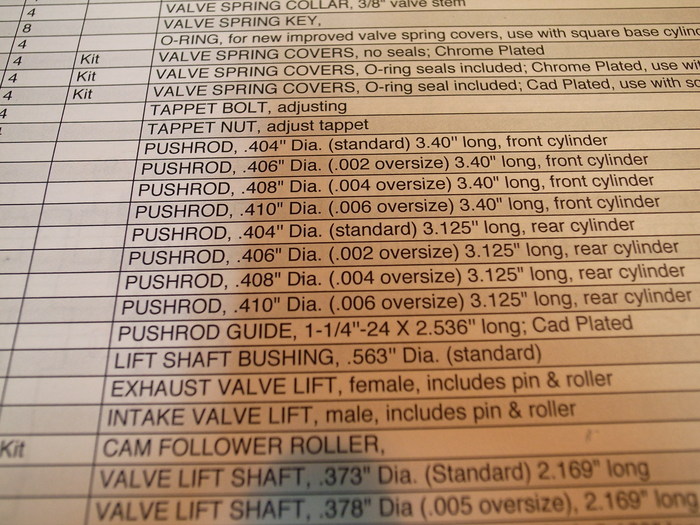 4 VALVE SPRING COLLAR, 3/8" valve stem
8 VALVE SPRING KEY,
4 O-RING, for new improved valve spring covers, use with square base
4 Kit VALVE SPRING COVERS, no seals; Chrome Plated
4 Kit VALVE SPRING COVERS, O-ring seals included; Chrome Plated, use
4 Kit VALVE SPRING COVERS, O-ring seal included; Cad Plated, use with
4 TAPPET BOLT, adjusting
TAPPET NUT, adjust tappet
PUSHROD, .404" Dia. (standard) 3.40" long, front cylinder
PUSHROD, .406" Dia. (.002 oversize) 3.40" long, front cylinder
PUSHROD, .408" Dia. (.004 oversize) 3.40" long, front cylinder
PUSHROD, .410" Dia. (.006 oversize) 3.40" long, front cylinder
PUSHROD, .404" Dia. (standard) 3.125" long, rear cylinder
PUSHROD, .406" Dia. (.002 oversize) 3.125" long, rear cylinder
PUSHROD, .408" Dia. (.004 oversize) 3.125" long, rear cylinder
PUSHROD, .410" Dia. (.006 oversize) 3.125" long, rear cylinder
PUSHROD GUIDE, 1-1/4"-24 X 2.536" long; Cad Plated
LIFT SHAFT BUSHING, .563" Dia. (standard)
EXHAUST VALVE LIFT, female, includes pin & roller
INTAKE VALVE LIFT, male, includes pin & roller
Kit CAM FOLLOWER ROLLER,
VALVE LIFT SHAFT, .373" Dia. (Standard) 2.169" long
VALVE LIFT SHAFT, .378" Dia (.005 oversize), 2.169" long